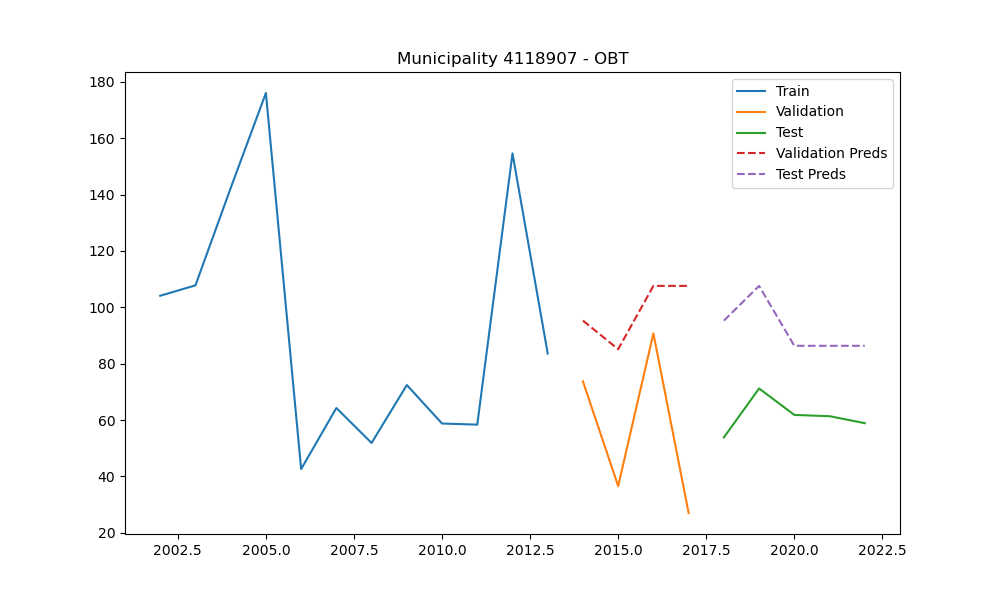 Municipality 4118907 - OBT
Train
Validation
Test
Validation Preds
Test Preds
180
160
140
120
100
80
60
40
20
2002.5 2005.0 2007.5 2010.0 2012.5 2015.0 2017.5 2020.0 2022.5